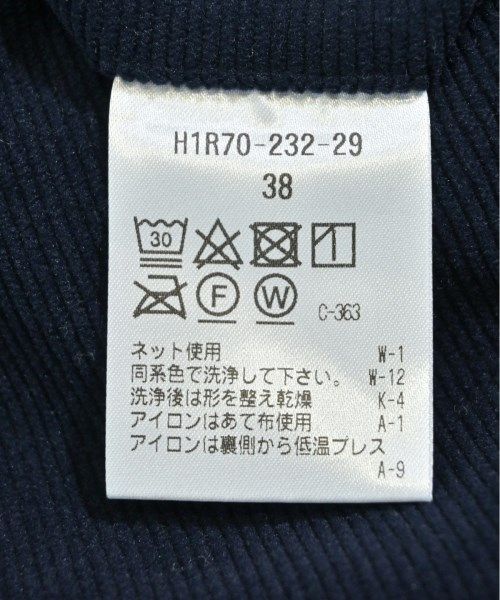 H1R70-232-29
38
30
F W C-363
ネット使用 W-1
同系色で洗浄して下さい。 W-12
洗浄後は形を整え乾燥 K-4
アイロンはあて布使用 A-1
アイロンは裏側から低温プレス
A-9